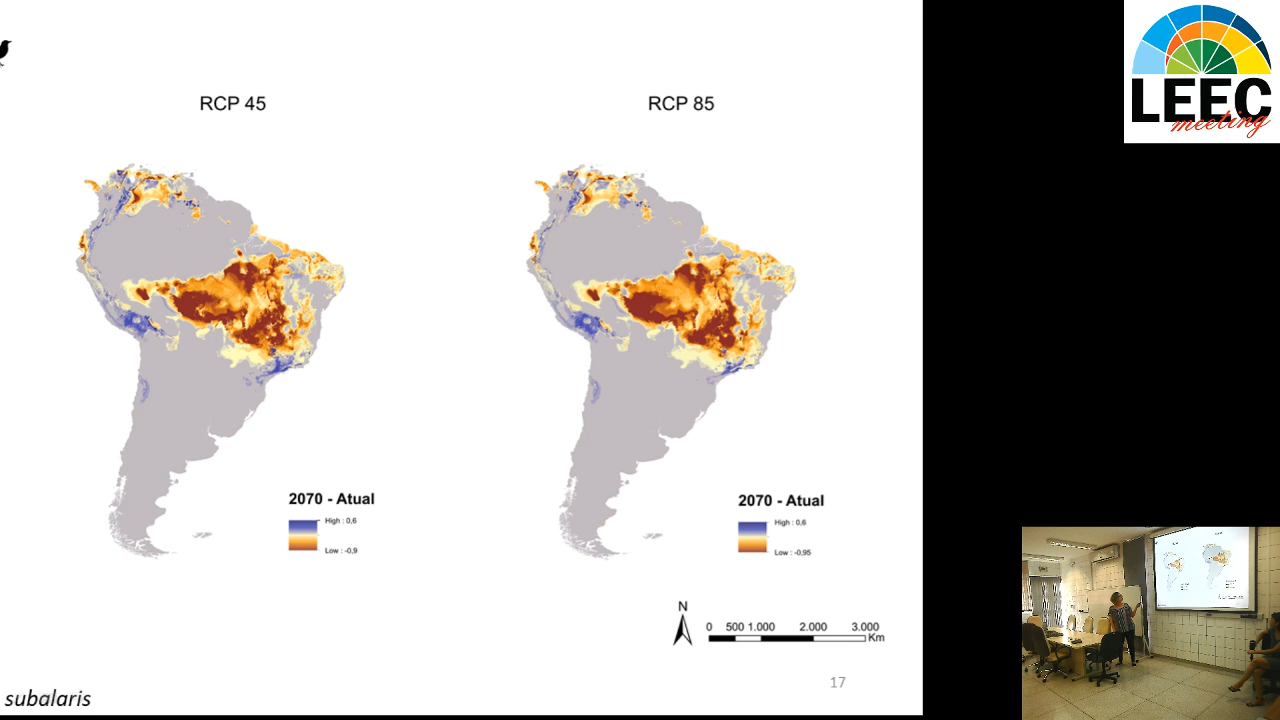 RCP 45
RCP 85
LEEC
meeting
2070 - Atual
High : 0,6
Low : -0,9
2070 - Atual
High : 0,6
Low : -0,95
N
0 500 1.000 2.000 3.000
Km
17
subalaris